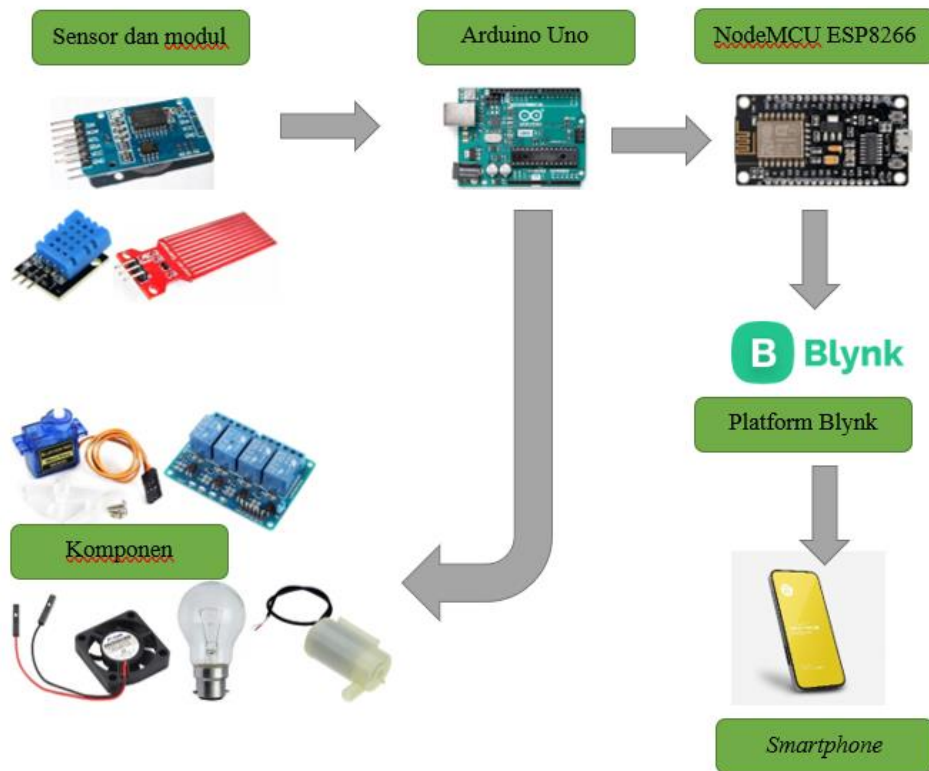 Sensor dan modul
Arduino Uno
NodeMCU ESP8266
B Blynk
Platform Blynk
Komponen
Smartphone